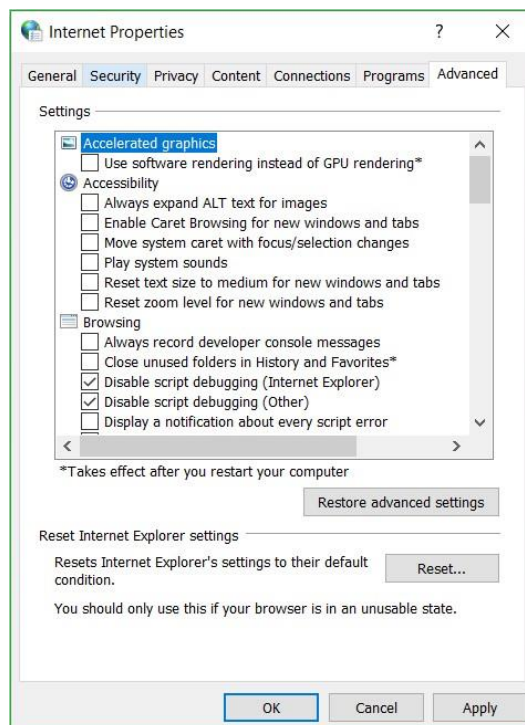 Internet Properties
?
General Security Privacy Content Connections Programs Advanced
Settings
Accelerated graphics
Use software rendering instead of GPU rendering*
Accessibility
Always expand ALT text for images
Enable Caret Browsing for new windows and tabs
Move system caret with focus/selection changes
Play system sounds
Reset text size to medium for new windows and tabs
Reset zoom level for new windows and tabs
Browsing
Always record developer console messages
Close unused folders in History and Favorites*
Disable script debugging (Internet Explorer)
Disable script debugging (Other)
Display a notification about every script error
*Takes effect after you restart your computer
Restore advanced settings
Reset Internet Explorer settings
Resets Internet Explorer's settings to their default
condition.
Reset...
You should only use this if your browser is in an unusable state.
OK Cancel Apply